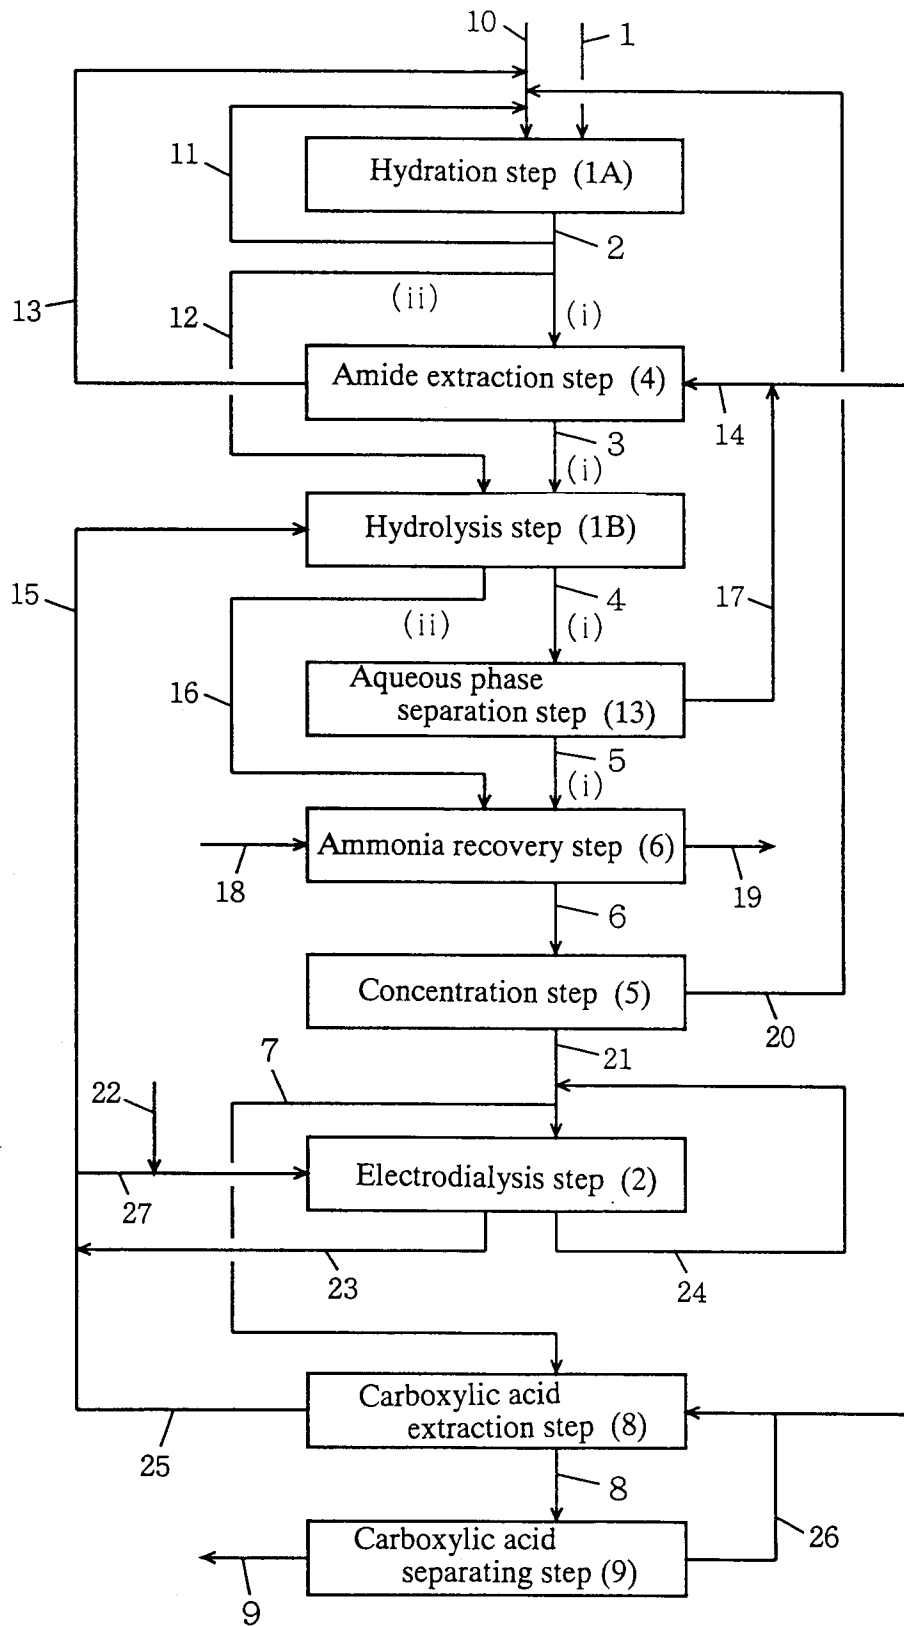 10
1
11
Hydration step (1A)
2
13
12
(ii)
(i)
Amide extraction step (4)
14
3
(i)
Hydrolysis step (1B)
15
4
17
(ii)
(i)
16
Aqueous phase
separation step (13)
5
(i)
Ammonia recovery step (6)
18
19
6
Concentration step (5)
20
7
21
22
Electrodialysis step (2)
27
23
24
Carboxylic acid
extraction step (8)
25
8
26
Carboxylic acid
separating step (9)
9